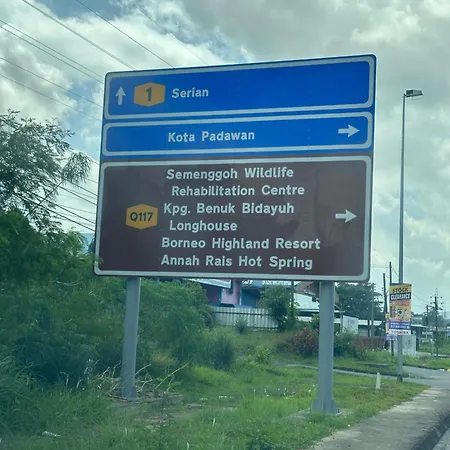 1 Serian
Kota Padawan
Semenggoh Wildlife
Rehabilitation Centre
Q117 Kpg. Benuk Bidayuh
Longhouse
Borneo Highland Resort
Annah Rais Hot Spring
STOCK
CLEARANCE